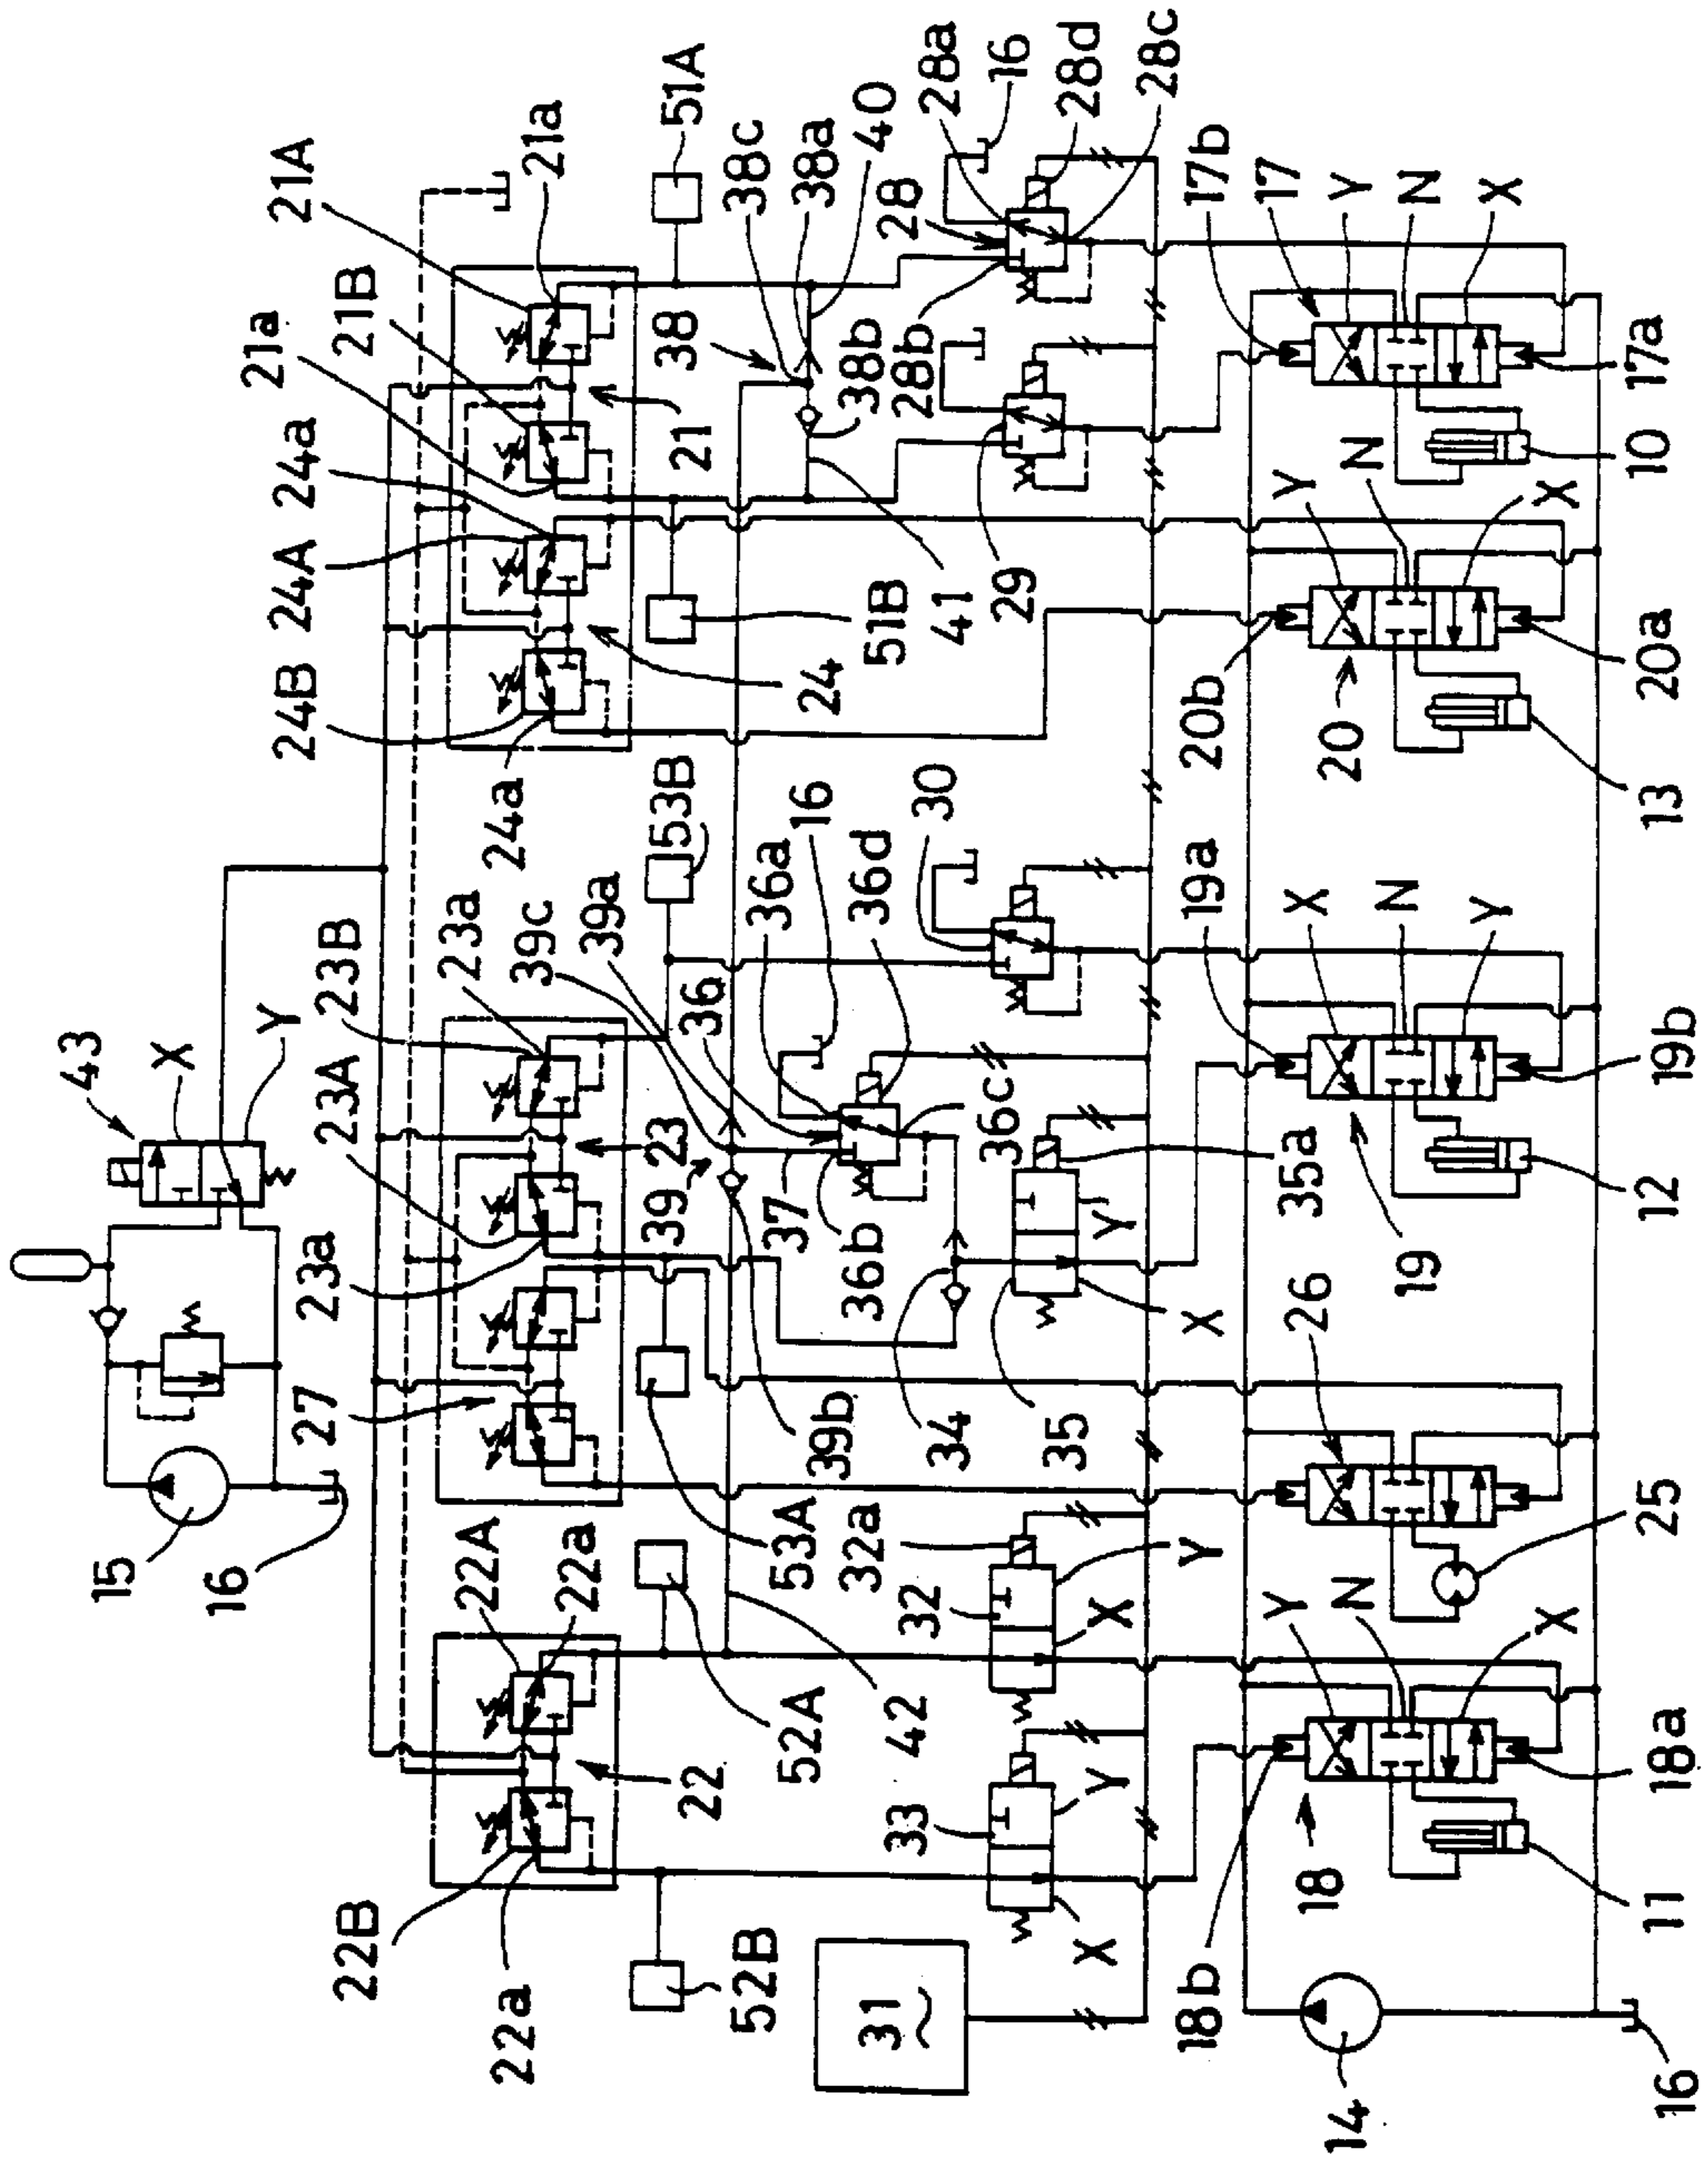 43
X
Y
15
16
27
23A
23B
23a
23a
53B
24B
24A
24a
24a
21a
21B
21A
21a
51A
22A
22a
22B
22a
22
52A
52B
53A
42
39b
39
23
37
36
39c
39a
36a
36b
16
36d
36c
24
51B
41
21
38
38c
38a
38b
40
28
28a
28b
16
28d
28c
29
30
34
35
35a
Y
X
32a
32
Y
X
33
Y
X
31
18b
18
Y
N
X
18a
11
26
25
19a
X
N
Y
19
19b
12
20b
Y
N
X
20
20a
13
17b
17
Y
N
X
17a
10
14
16